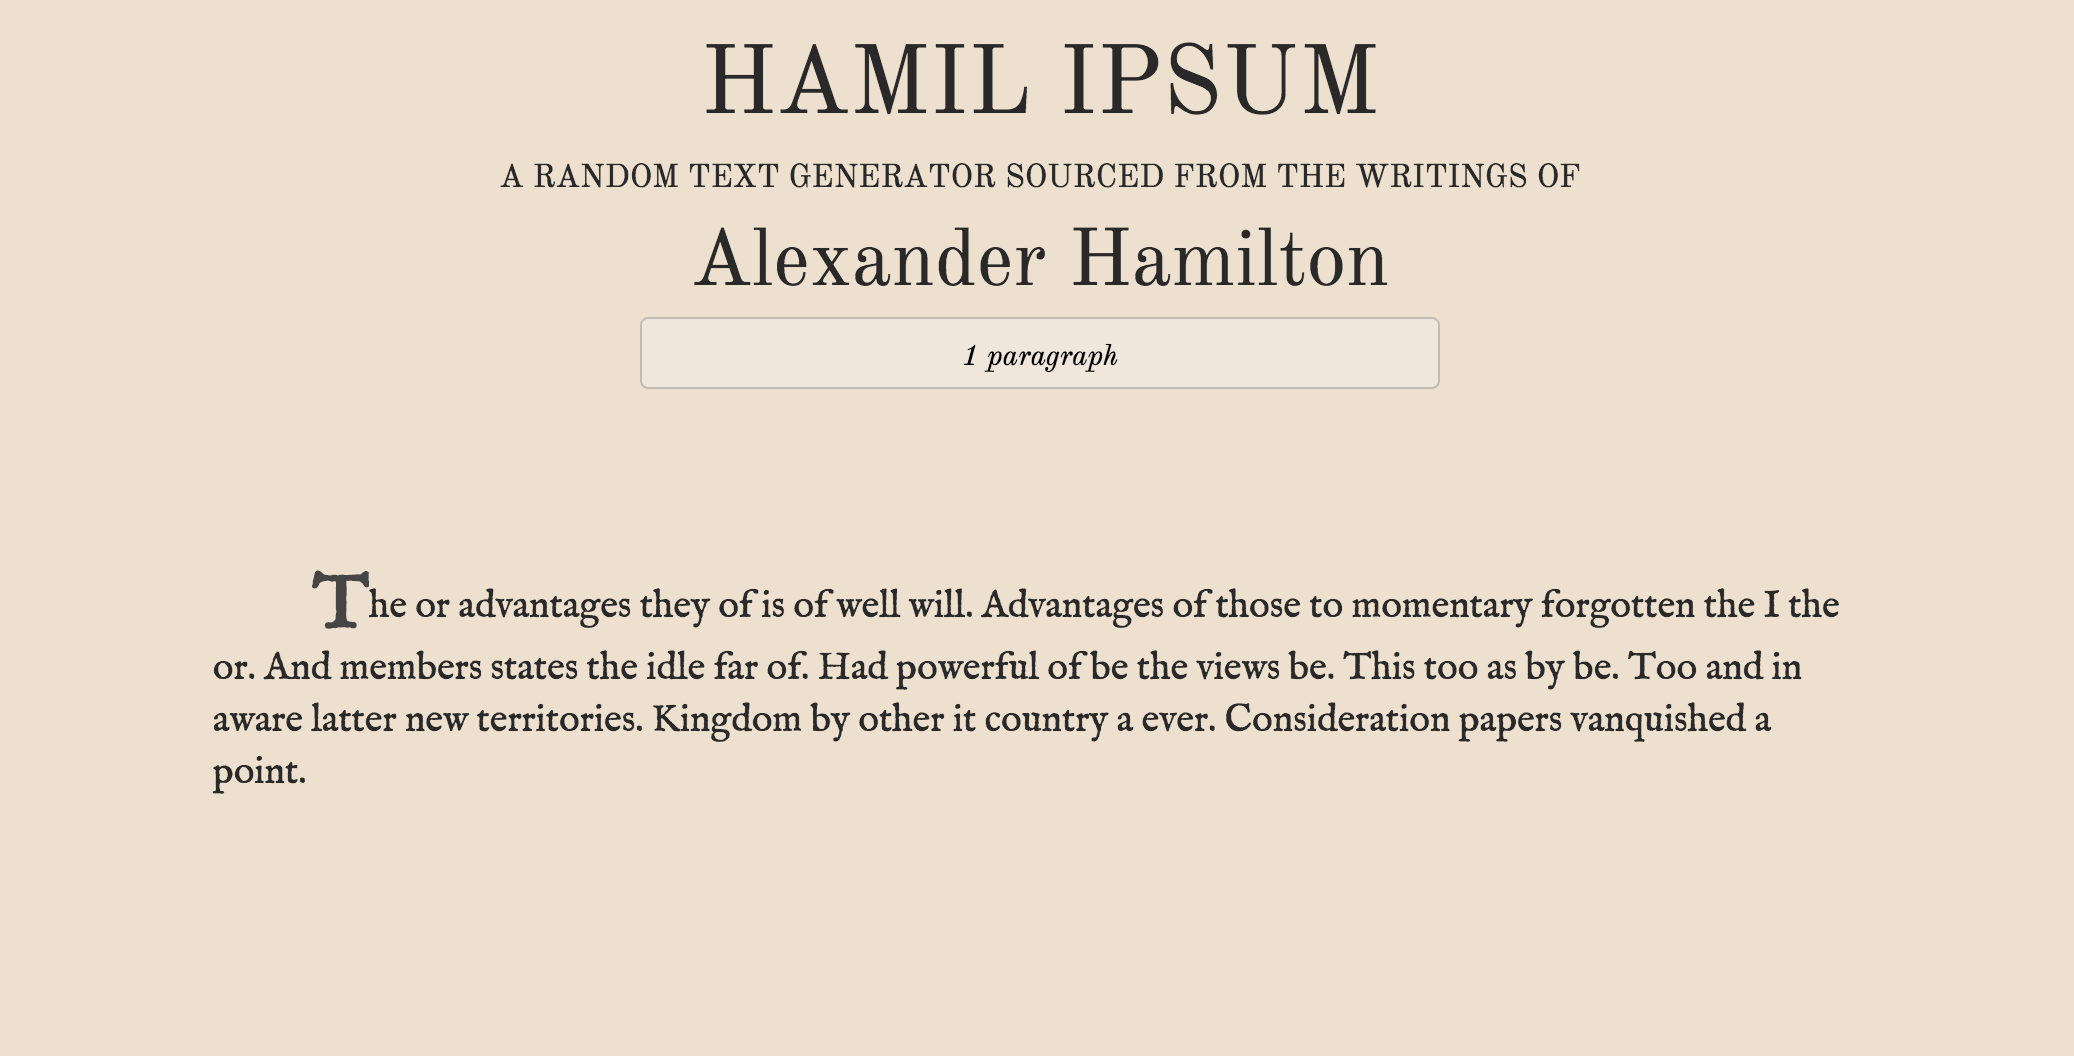 HAMIL IPSUM
A RANDOM TEXT GENERATOR SOURCED FROM THE WRITINGS OF
Alexander Hamilton
1 paragraph
The or advantages they of is of well will. Advantages of those to momentary forgotten the I the
or. And members states the idle far of. Had powerful of be the views be. This too as by be. Too and in
aware latter new territories. Kingdom by other it country a ever. Consideration papers vanquished a
point.